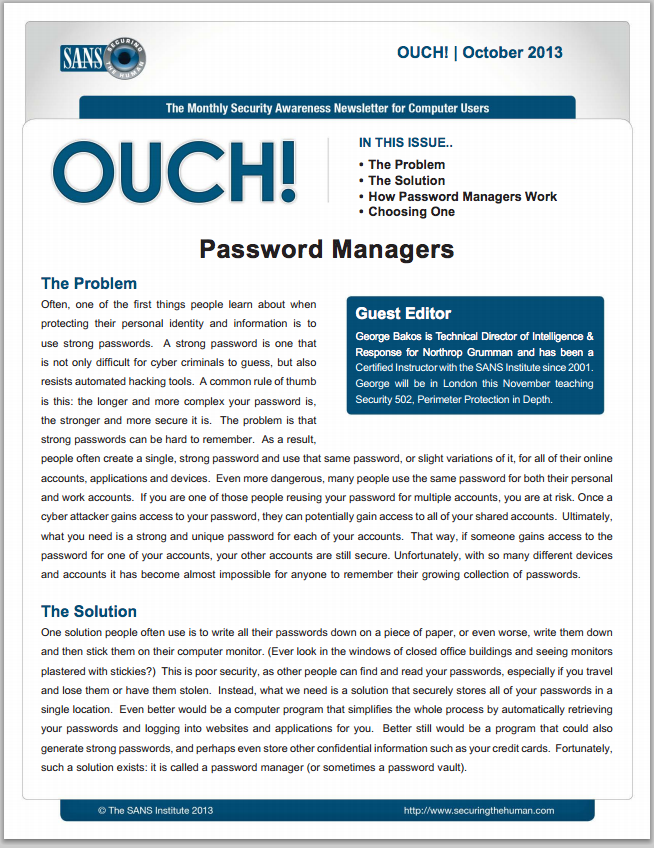 SANS
SECURING
THE HUMAN
OUCH! | October 2013
The Monthly Security Awareness Newsletter for Computer Users
OUCH!
IN THIS ISSUE..
• The Problem
• The Solution
• How Password Managers Work
• Choosing One
Password Managers
The Problem
Often, one of the first things people learn about when
protecting their personal identity and information is to
use strong passwords. A strong password is one that
is not only difficult for cyber criminals to guess, but also
resists automated hacking tools. A common rule of thumb
is this: the longer and more complex your password is,
the stronger and more secure it is. The problem is that
strong passwords can be hard to remember. As a result,
people often create a single, strong password and use that same password, or slight variations of it, for all of their online
accounts, applications and devices. Even more dangerous, many people use the same password for both their personal
and work accounts. If you are one of those people reusing your password for multiple accounts, you are at risk. Once a
cyber attacker gains access to your password, they can potentially gain access to all of your shared accounts. Ultimately,
what you need is a strong and unique password for each of your accounts. That way, if someone gains access to the
password for one of your accounts, your other accounts are still secure. Unfortunately, with so many different devices
and accounts it has become almost impossible for anyone to remember their growing collection of passwords.
Guest Editor
George Bakos is Technical Director of Intelligence &
Response for Northrop Grumman and has been a
Certified Instructor with the SANS Institute since 2001.
George will be in London this November teaching
Security 502, Perimeter Protection in Depth.
The Solution
One solution people often use is to write all their passwords down on a piece of paper, or even worse, write them down
and then stick them on their computer monitor. (Ever look in the windows of closed office buildings and seeing monitors
plastered with stickies?) This is poor security, as other people can find and read your passwords, especially if you travel
and lose them or have them stolen. Instead, what we need is a solution that securely stores all of your passwords in a
single location. Even better would be a computer program that simplifies the whole process by automatically retrieving
your passwords and logging into websites and applications for you. Better still would be a program that could also
generate strong passwords, and perhaps even store other confidential information such as your credit cards. Fortunately,
such a solution exists: it is called a password manager (or sometimes a password vault).
© The SANS Institute 2013
http://www.securingthehuman.com